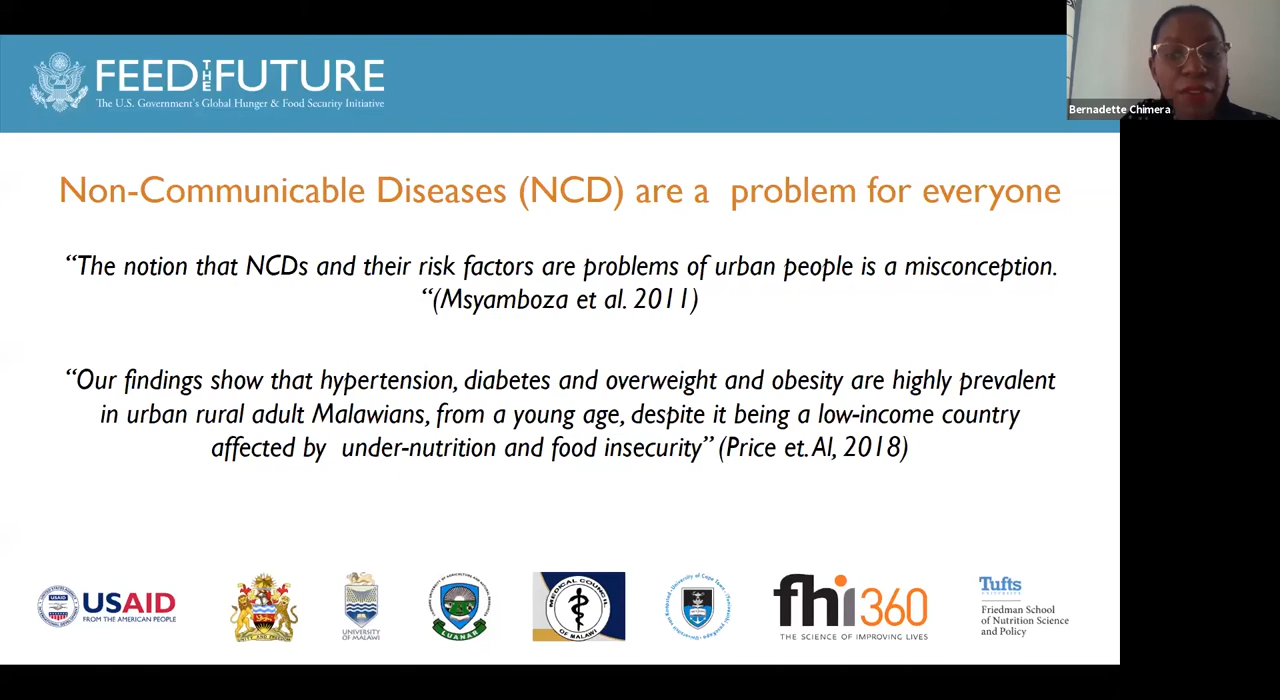 FEED THE FUTURE
The U.S. Government's Global Hunger & Food Security Initiative
Bernadette Chimera
Non-Communicable Diseases (NCD) are a  problem for everyone
“The notion that NCDs and their risk factors are problems of urban people is a misconception.
“(Msyamboza et al. 2011)
“Our findings show that hypertension, diabetes and overweight and obesity are highly prevalent
in urban rural adult Malawians, from a young age, despite it being a low-income country
affected by  under-nutrition and food insecurity” (Price et. Al, 2018)
USAID
FROM THE AMERICAN PEOPLE
UNIVERSITY
OF MALAWI
LUANAR
MEDICAL COUNCIL
OF MALAWI
University of Cape Town
fhi360
THE SCIENCE OF IMPROVING LIVES
Tufts
UNIVERSITY
Friedman School
of Nutrition Science
and Policy